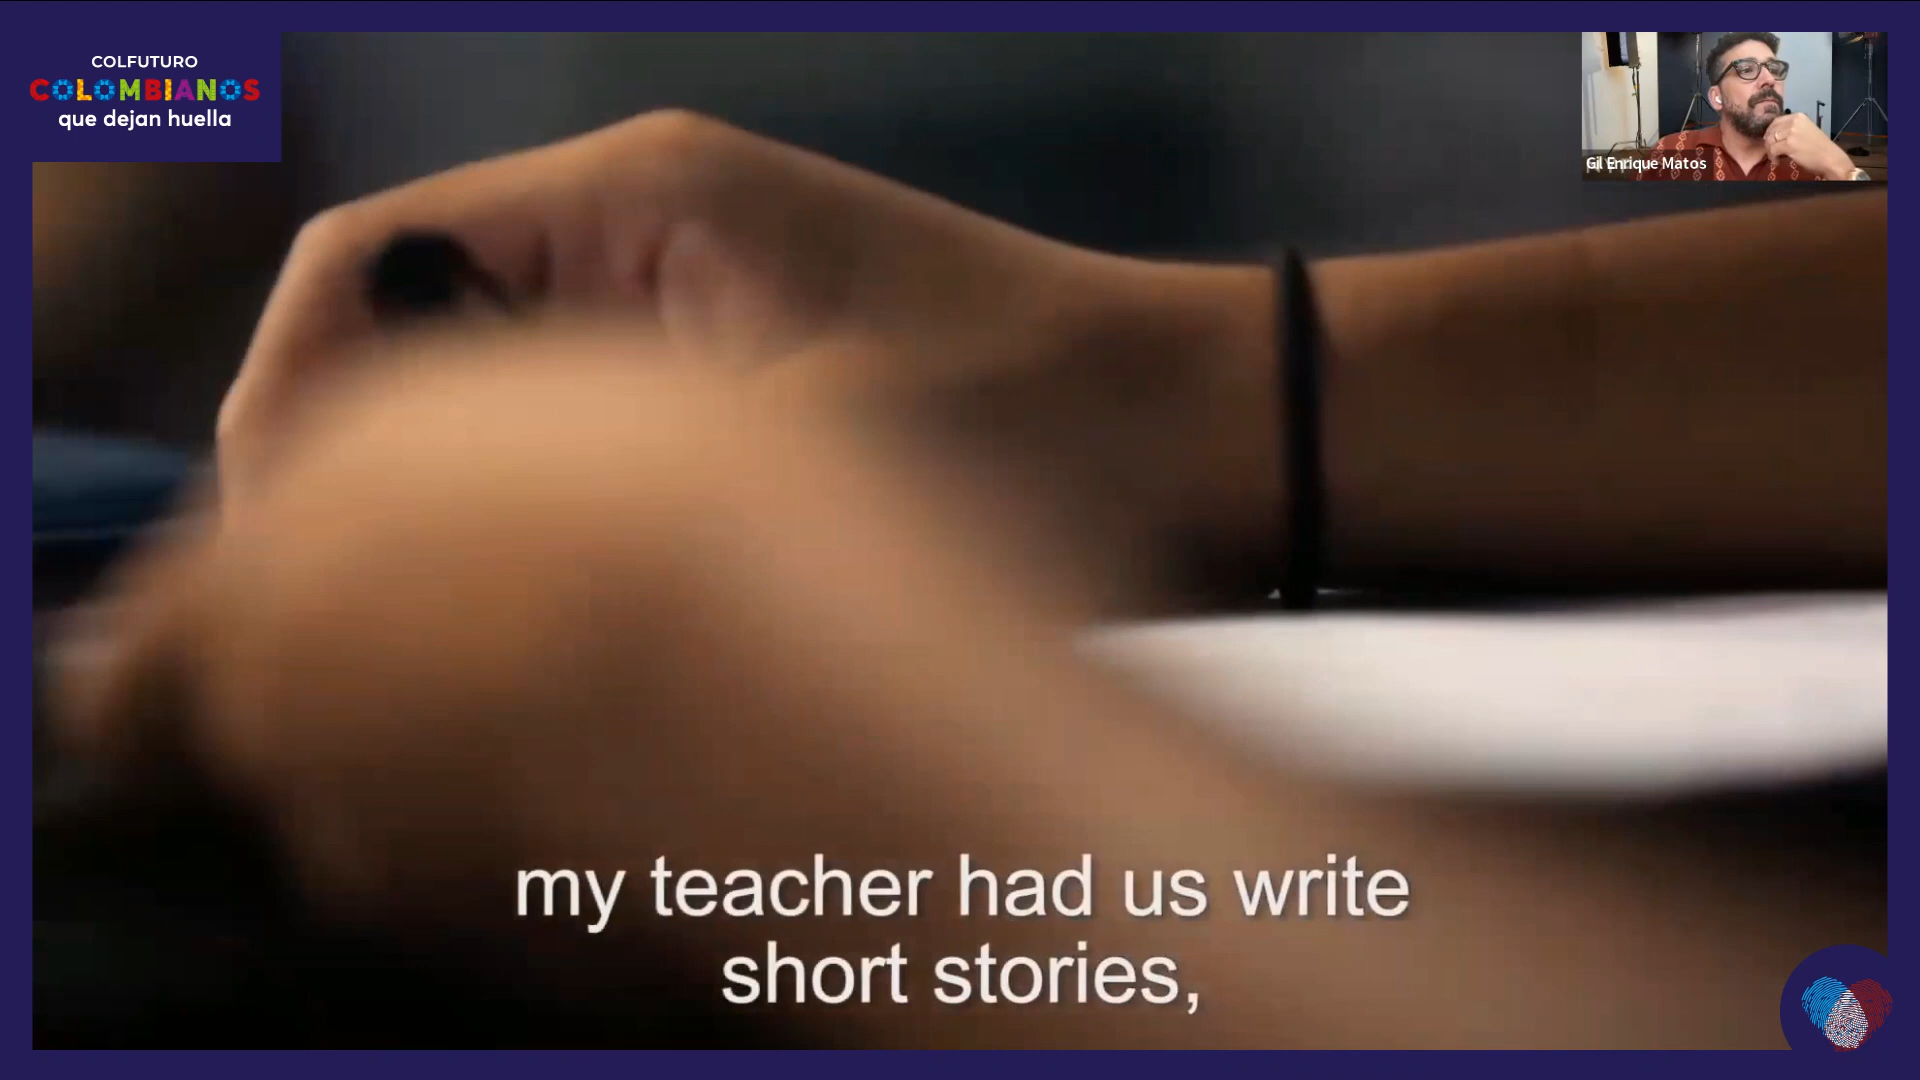 COLFUTURO
COLOMBIANOS
que dejan huella
Gil Enrique Matos
my teacher had us write
short stories,